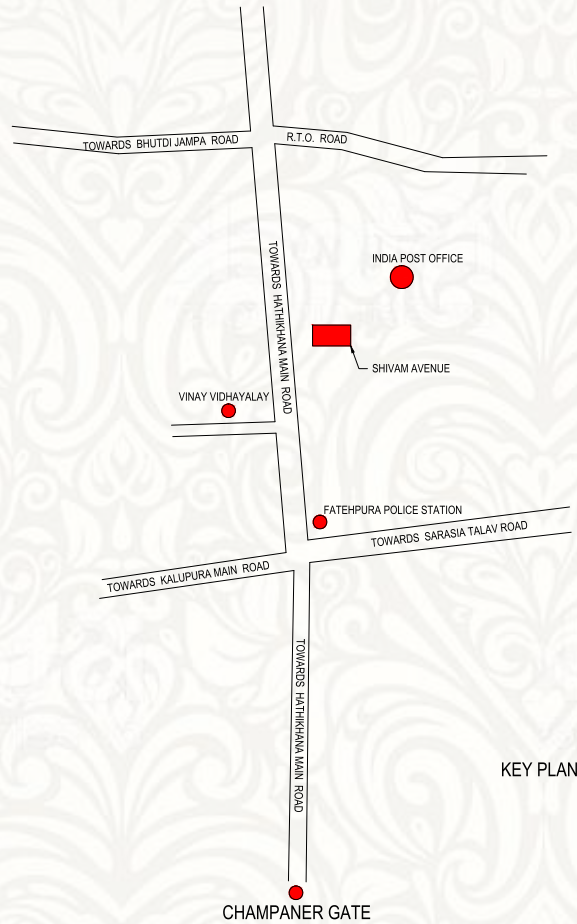 TOWARDS BHUTDI JAMPA ROAD
R.T.O. ROAD
TOWARDS HATHIKHANA MAIN ROAD
INDIA POST OFFICE
SHIVAM AVENUE
VINAY VIDHAYALAY
FATEHPURA POLICE STATION
TOWARDS SARASIA TALAV ROAD
TOWARDS KALUPURA MAIN ROAD
TOWARDS HATHIKHANA MAIN ROAD
KEY PLAN
CHAMPANER GATE